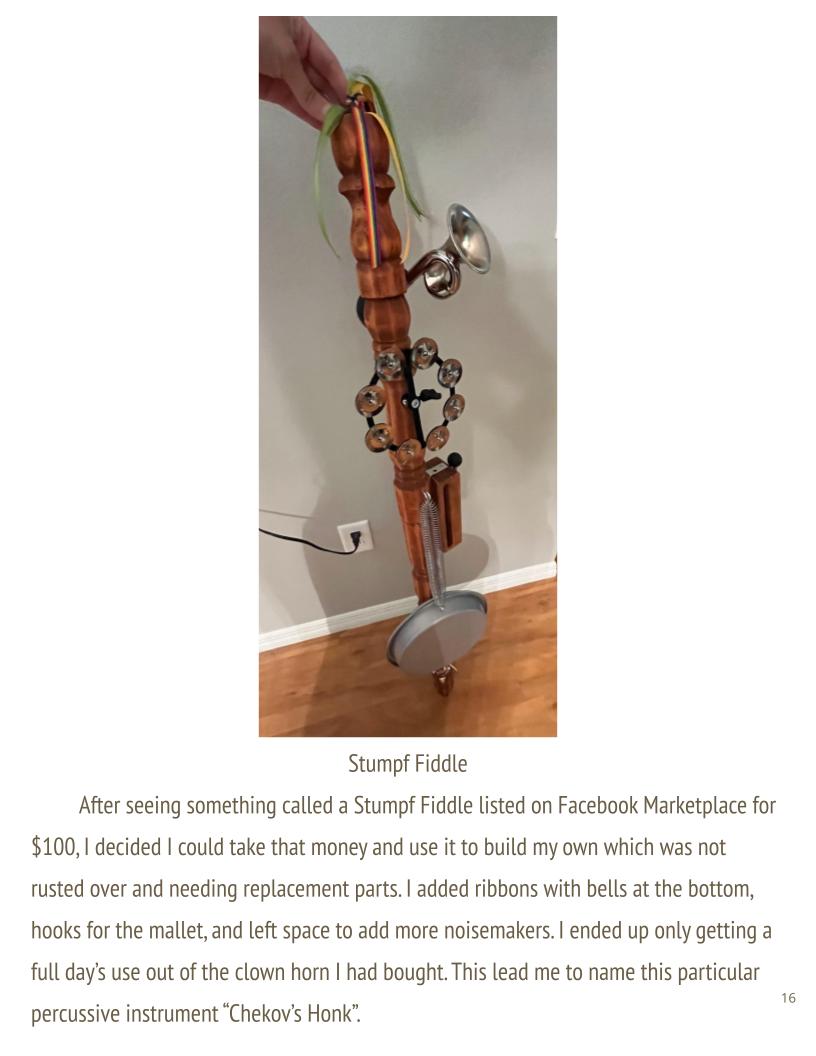 Stumpf Fiddle
After seeing something called a Stumpf Fiddle listed on Facebook Marketplace for
$100, I decided I could take that money and use it to build my own which was not
rusted over and needing replacement parts. I added ribbons with bells at the bottom,
hooks for the mallet, and left space to add more noisemakers. I ended up only getting a
full day’s use out of the clown horn I had bought. This lead me to name this particular
percussive instrument “Chekov’s Honk”.
16